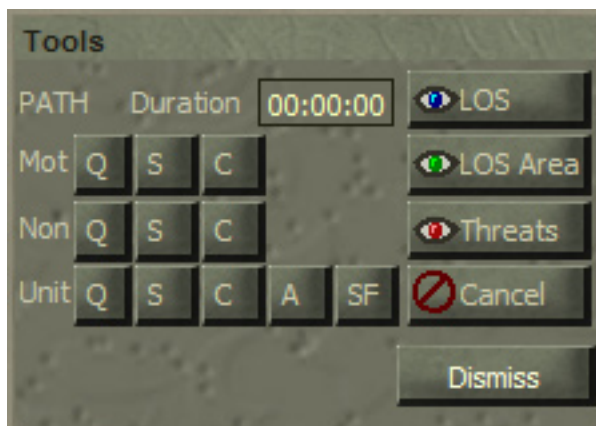 Tools
PATH Duration 00:00:00 LOS
Mot Q S C LOS Area
Non Q S C Threats
Unit Q S C A SF Cancel
Dismiss